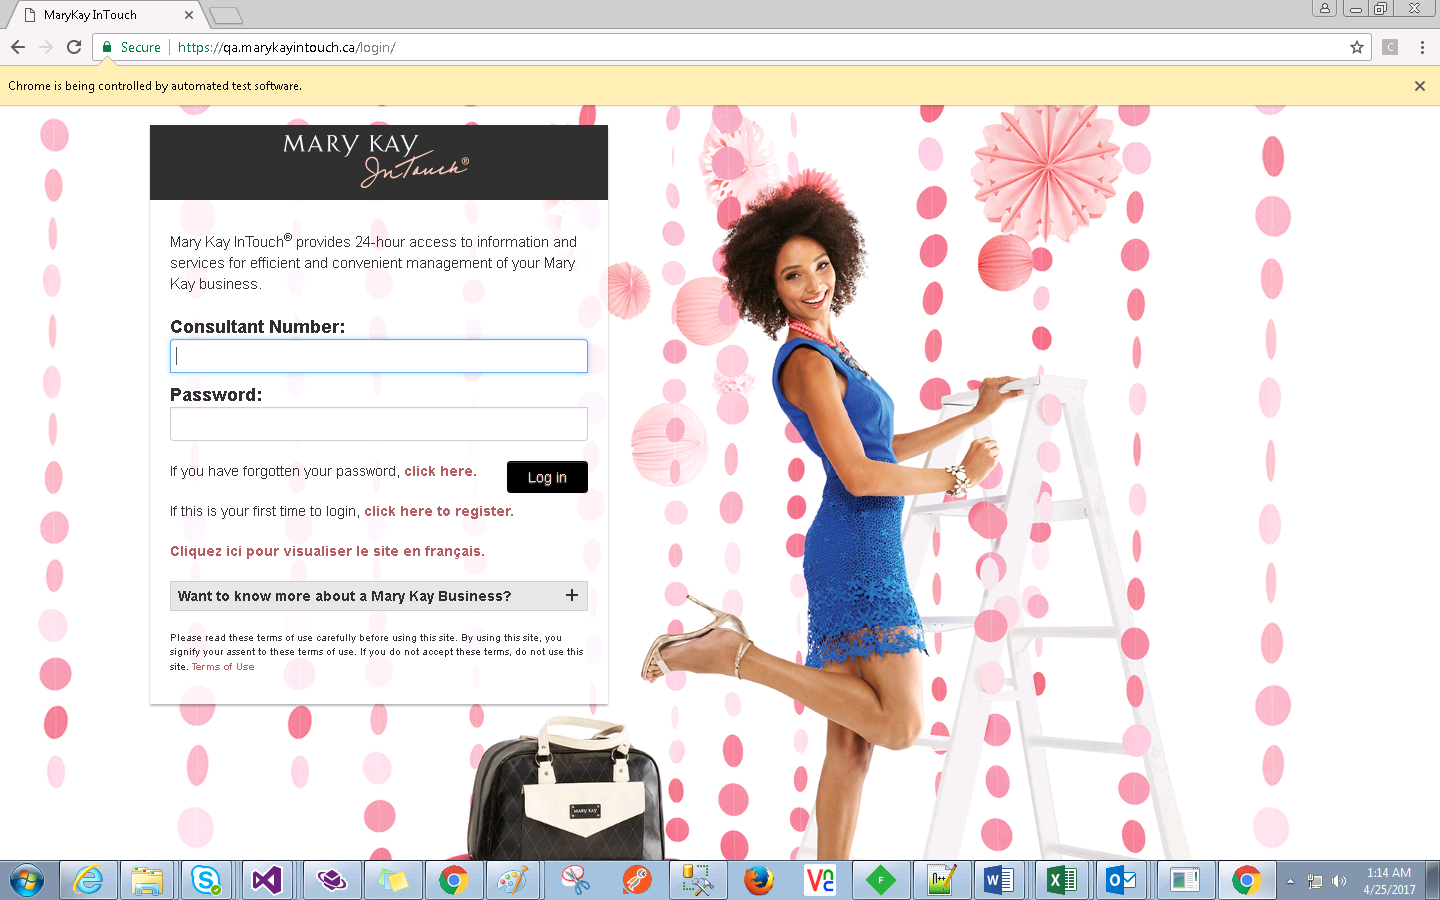 MaryKay InTouch
Secure
https://qa.marykayintouch.ca/login/
C
Chrome is being controlled by automated test software.
MARY KAY
InTouch®
Mary Kay InTouch® provides 24-hour access to information and
services for efficient and convenient management of your Mary
Kay business.
Consultant Number:
Password:
If you have forgotten your password, click here.
Log in
If this is your first time to login, click here to register.
Cliquez ici pour visualiser le site en français.
Want to know more about a Mary Kay Business?
Please read these terms of use carefully before using this site. By using this site, you
signify your assent to these terms of use. If you do not accept these terms, do not use this
site. Terms of Use
MARY KAY
1:14 AM
4/25/2017